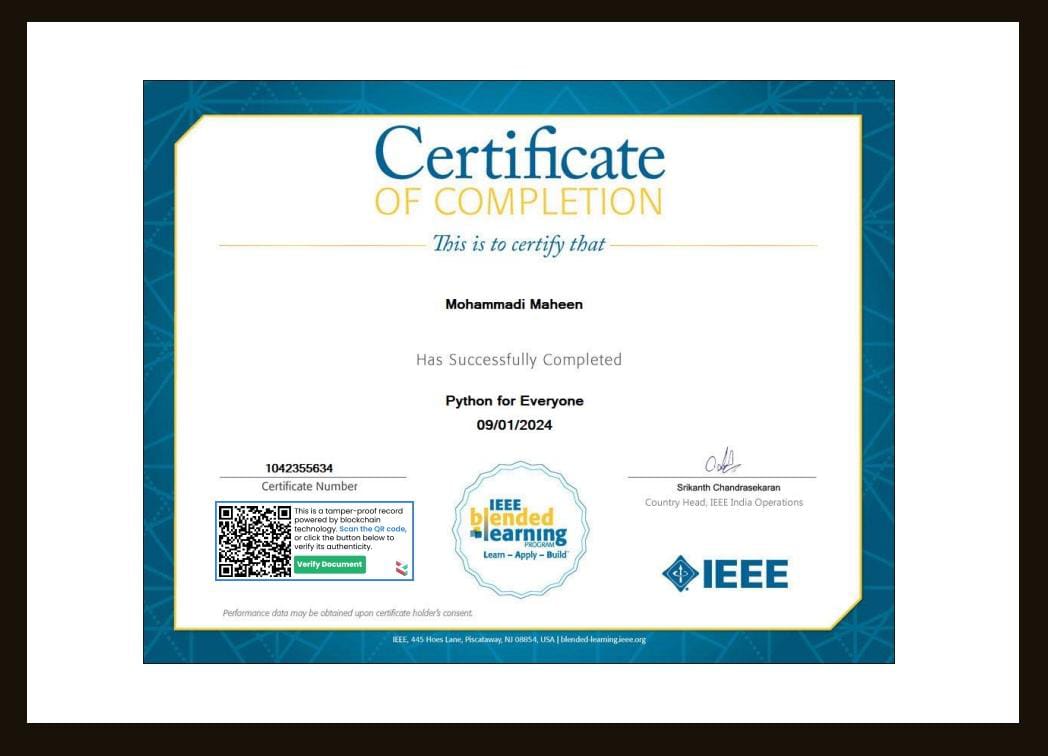 Certificate
OF COMPLETION
This is to certify that
Mohammadi Maheen
Has Successfully Completed
Python for Everyone
09/01/2024
1042355634
Certificate Number
This is a tamper-proof record
powered by blockchain
technology. Scan the QR code,
or click the button below to
verify its authenticity.
Verify Document
IEEE
blended
learning
PROGRAM
Learn – Apply – Build
Srikanth Chandrasekaran
Country Head, IEEE India Operations
IEEE
Performance data may be obtained upon certificate holder's consent.
IEEE, 445 Hoes Lane, Piscataway, NJ 08854, USA | blended-learning.ieee.org